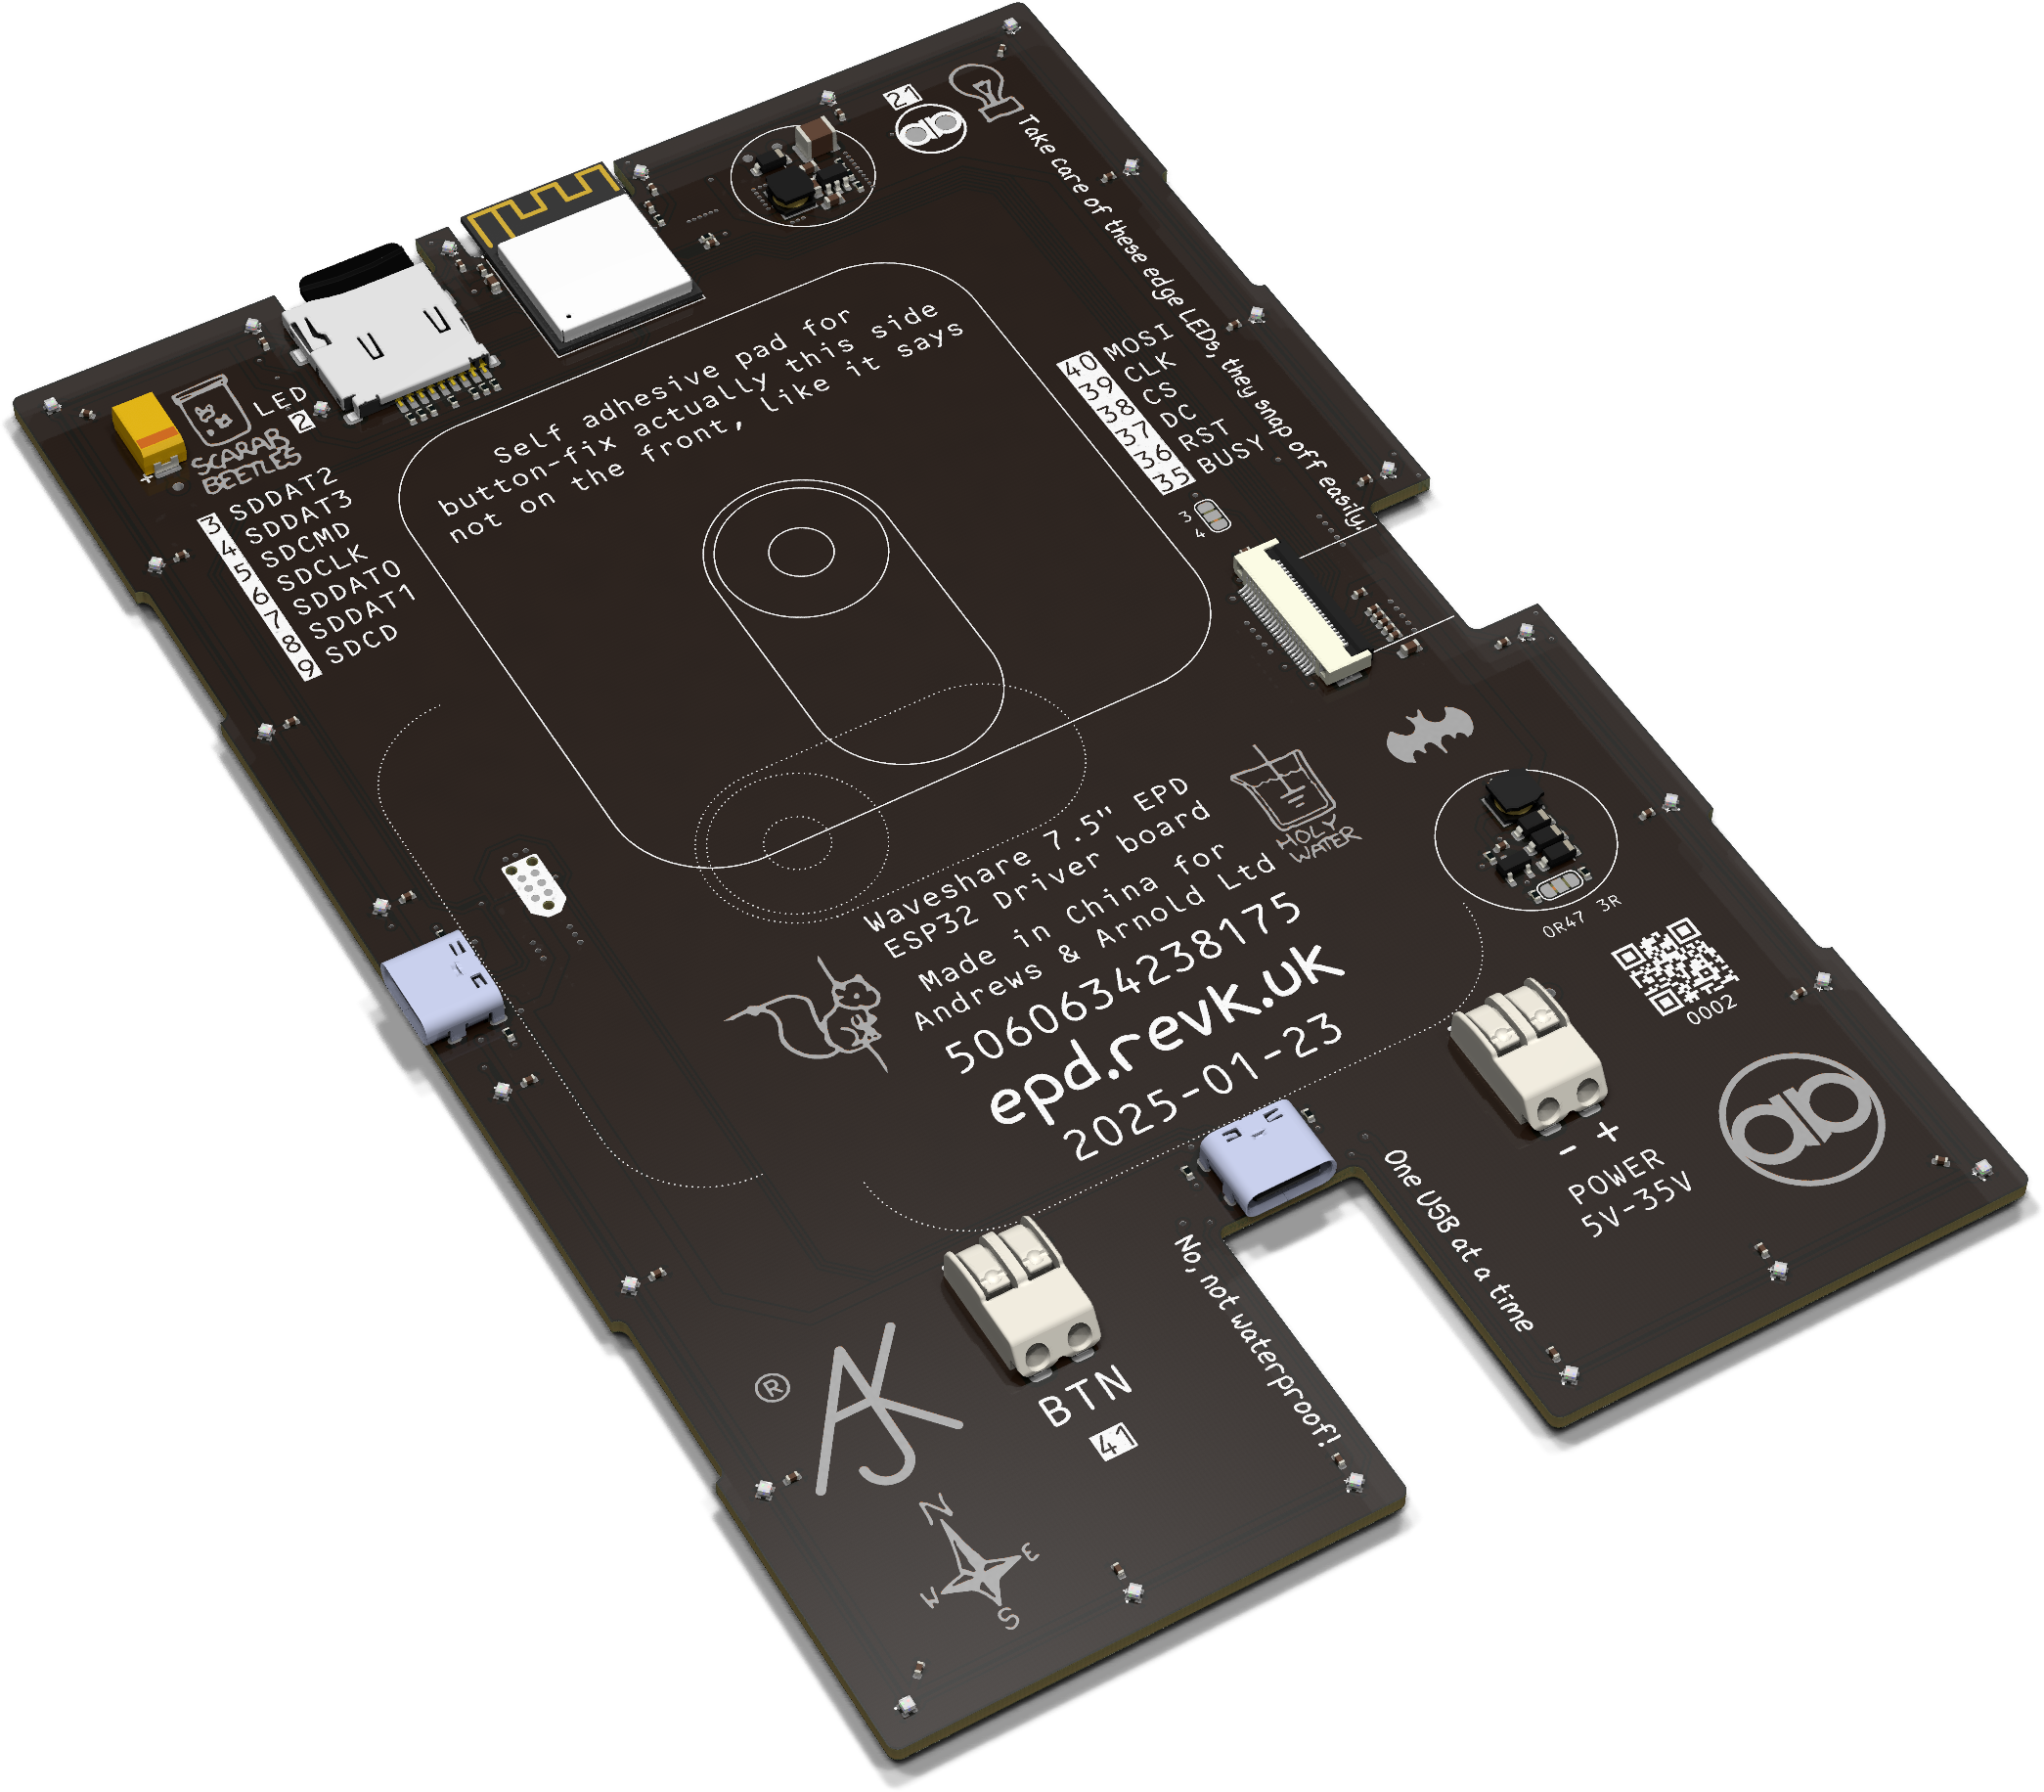 21
Take care of these edge LEDs, they snap off easily.
LED
2
SCARAB
BEETLES
3 SDDAT2
4 SDDAT3
5 SDCMD
6 SDCLK
7 SDDAT0
8 SDDAT1
9 SDCD
+
Self adhesive pad for
button-fix actually this side
not on the front, like it says
40 MOSI
39 CLK
38 CS
37 DC
36 RST
35 BUSY
3
4
HOLY
WATER
Waveshare 7.5" EPD
ESP32 Driver board
Made in China for
Andrews & Arnold Ltd
5060634238175
epd.revk.uk
2025-01-23
0R47 3R
0002
- +
POWER
5V-35V
One USB at a time
No, not waterproof!
BTN
41
®
AJK
N
E
W
S